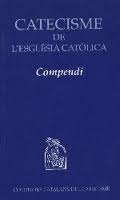 CATECISME
DE
L'ESGLÉSIA CATÒLICA
Compendi